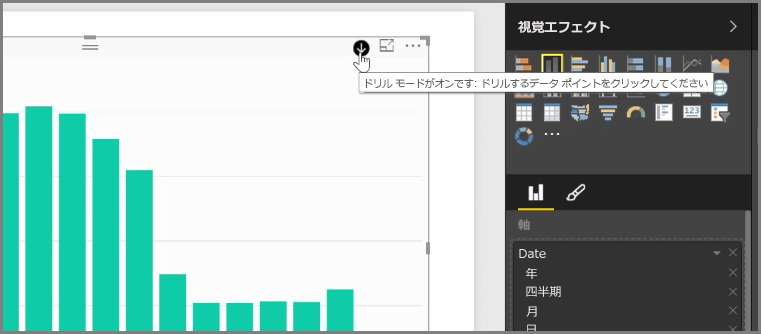 視覚エフェクト
ドリル モードがオンです: ドリルするデータ ポイントをクリックしてください
123
軸
Date
年
四半期
月
日